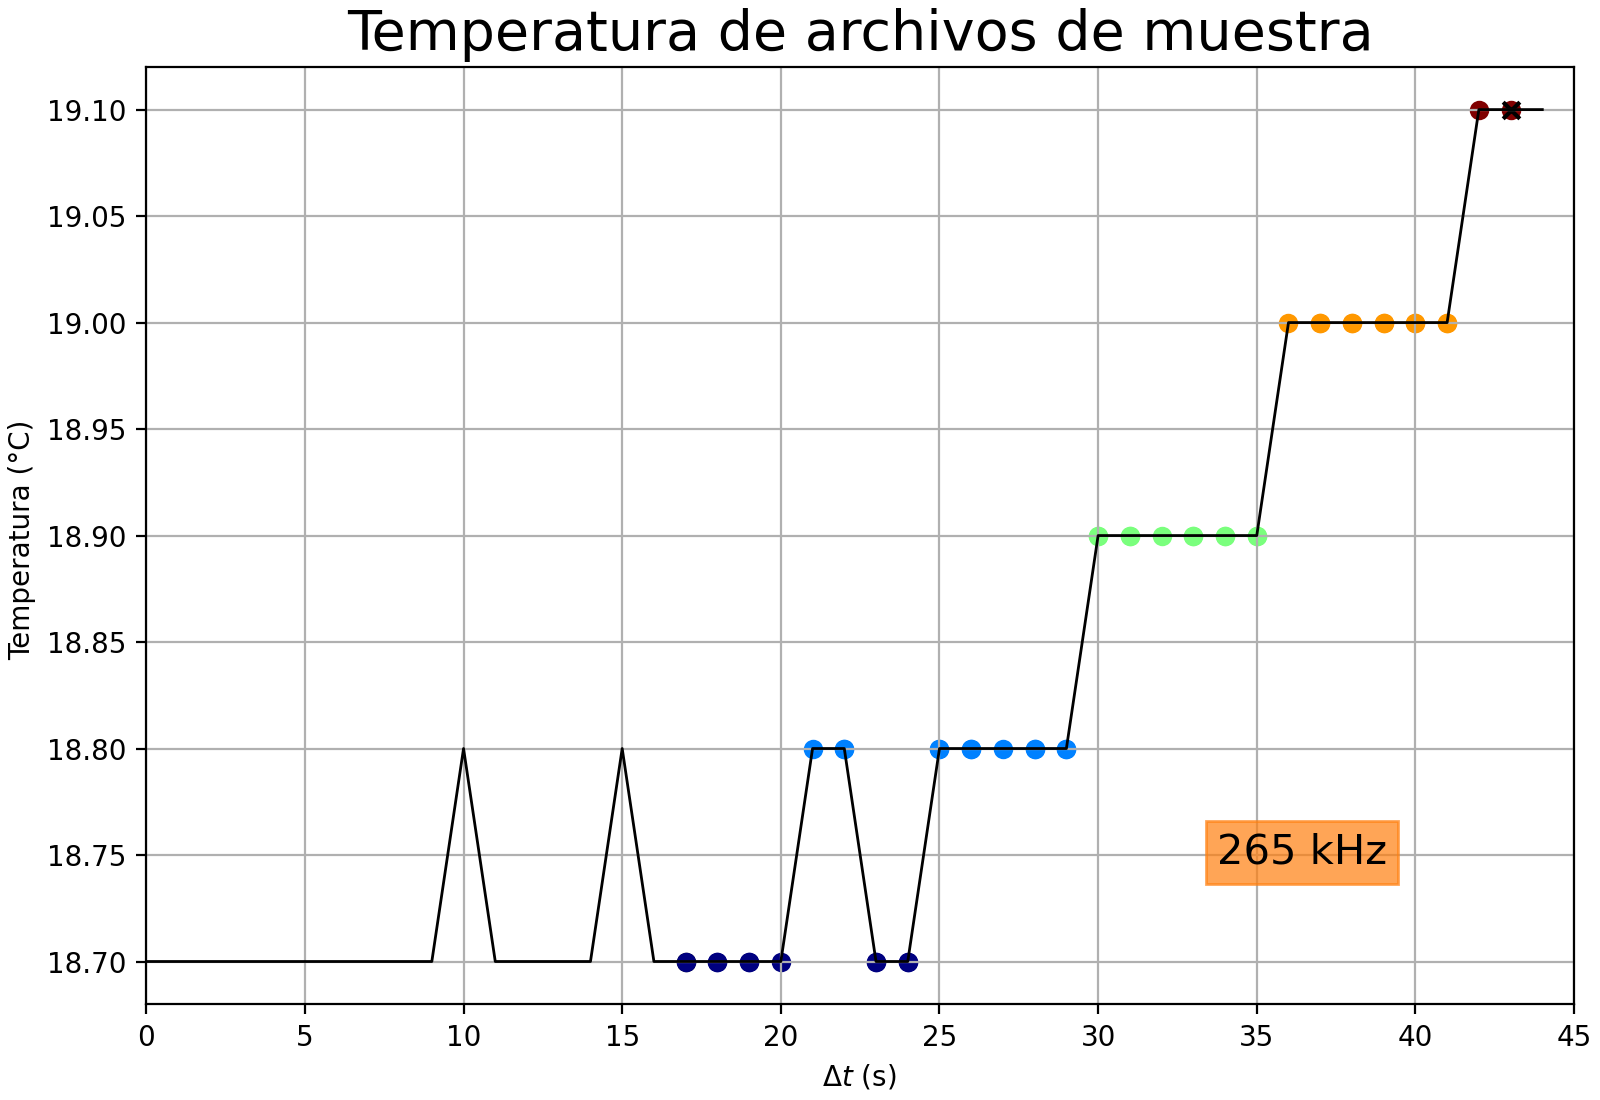 Temperatura de archivos de muestra
19.10
19.05
19.00
18.95
18.90
18.85
18.80
18.75
18.70
Temperatura (°C)
265 kHz
0 5 10 15 20 25 30 35 40 45
Δt (s)